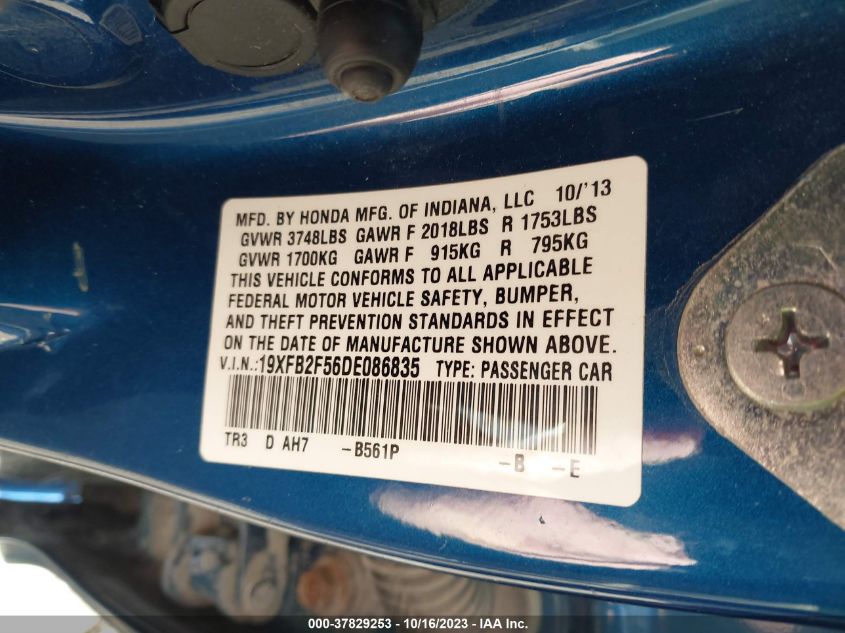 MFD. BY HONDA MFG. OF INDIANA, LLC 10/'13
GVWR 3748LBS GAWR F 2018LBS R 1753LBS
GVWR 1700KG GAWR F 915KG R 795KG
THIS VEHICLE CONFORMS TO ALL APPLICABLE
FEDERAL MOTOR VEHICLE SAFETY, BUMPER,
AND THEFT PREVENTION STANDARDS IN EFFECT
ON THE DATE OF MANUFACTURE SHOWN ABOVE.
V.I.N.:19XFB2F56DE086835 TYPE: PASSENGER CAR
TR3 D AH7 -B561P -B -E
000-37829253 - 10/16/2023 - IAA Inc.